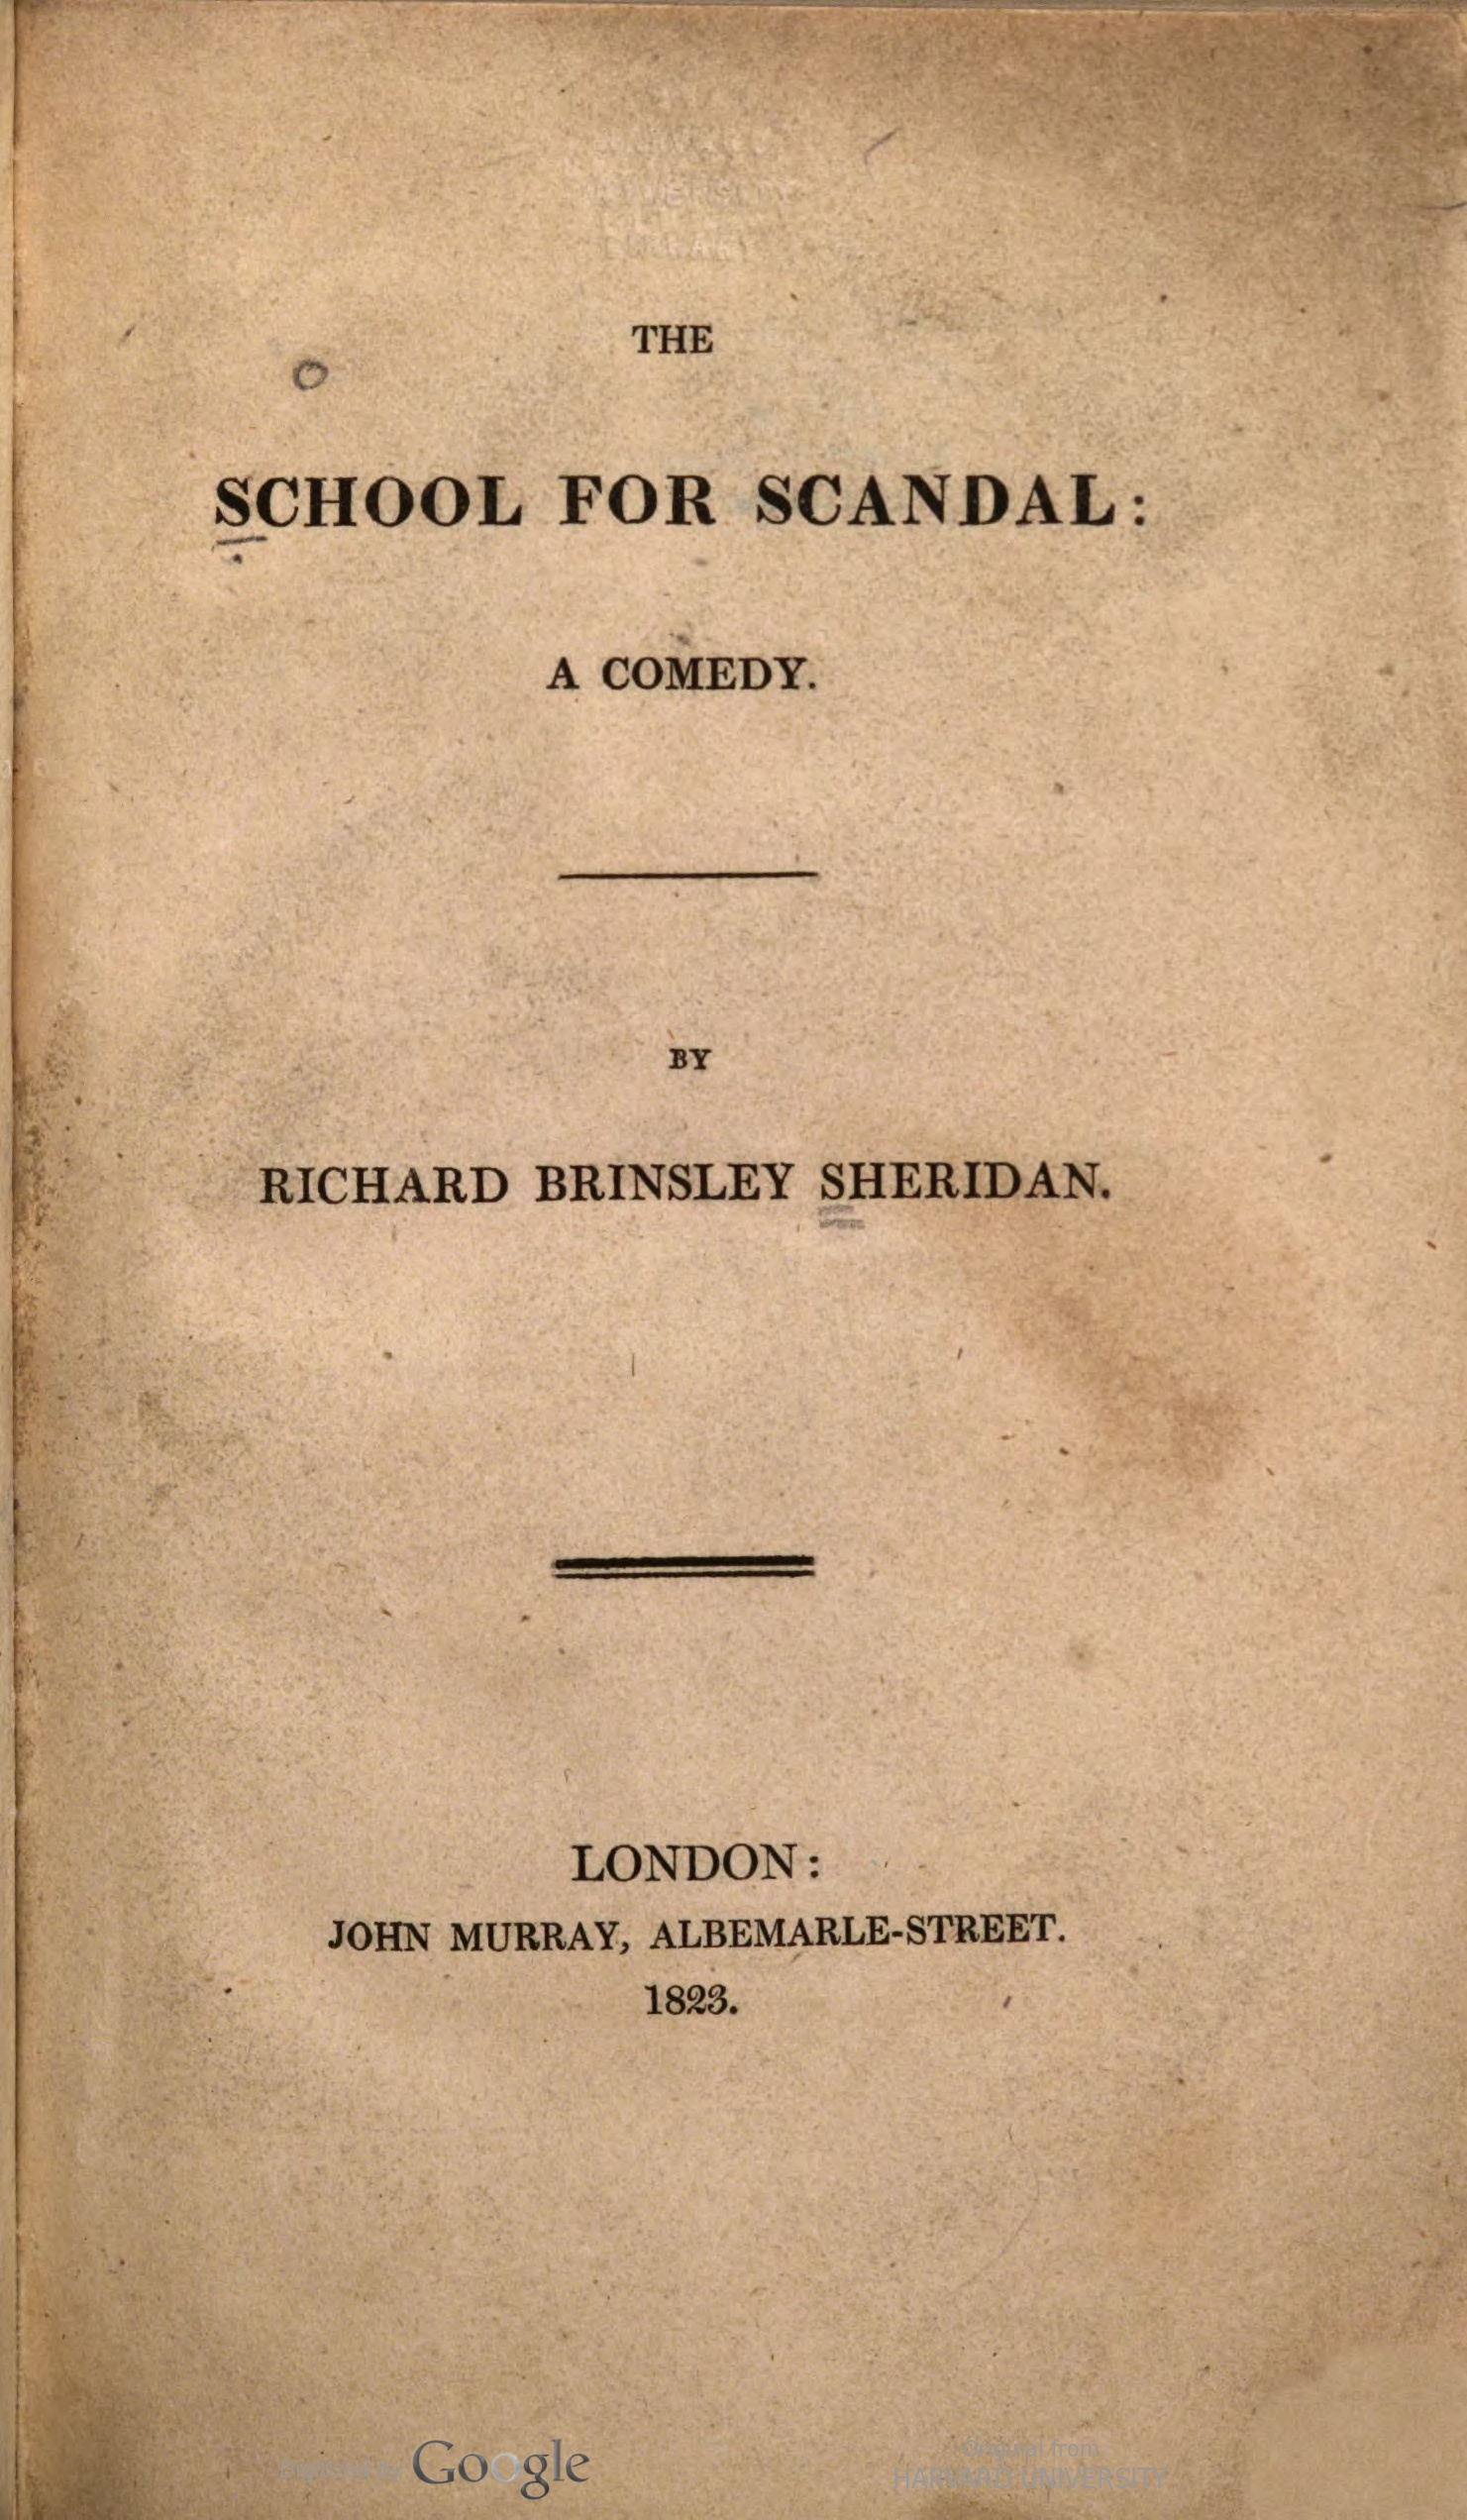 THE
SCHOOL FOR SCANDAL:
A COMEDY.
BY
RICHARD BRINSLEY SHERIDAN.
LONDON:
JOHN MURRAY, ALBEMARLE-STREET.
1823.
Digitized by Google
Original from
HARVARD UNIVERSITY